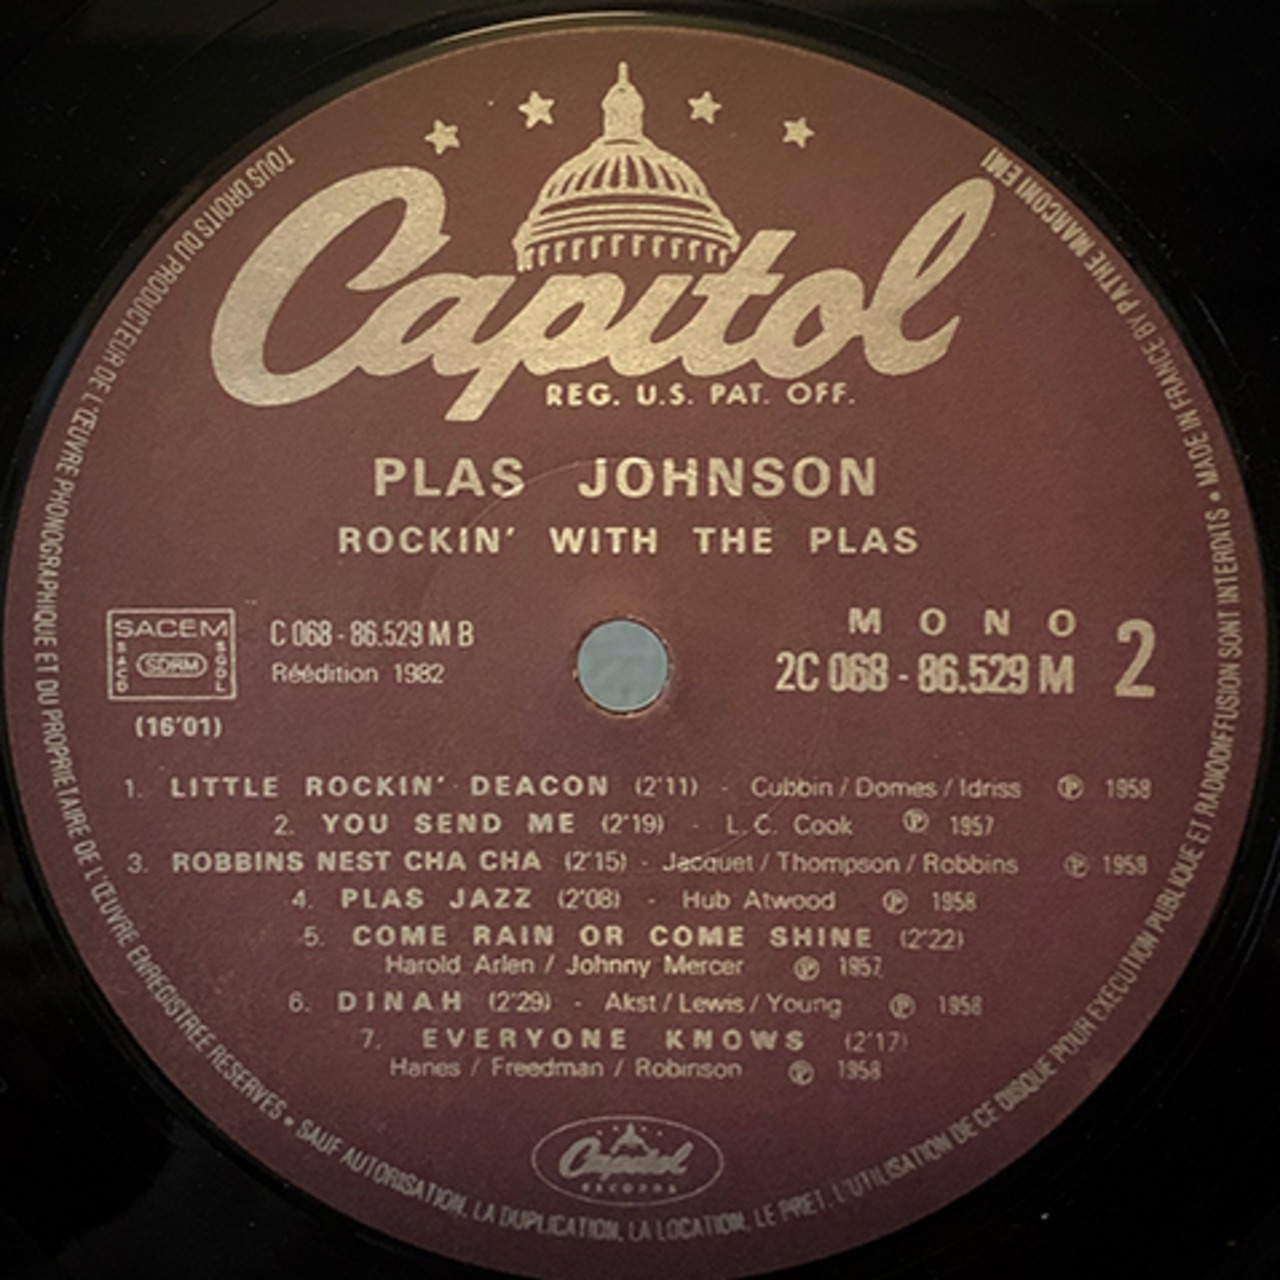 Capitol
REG. U.S. PAT. OFF.
PLAS JOHNSON
ROCKIN' WITH THE PLAS
SACEM
SACD
SDRM
SGDL
(16'01)
C 068 - 86.529 M B
Réédition 1982
MONO
2C 068 - 86.529 M
2
1. LITTLE ROCKIN' DEACON (2'11) - Cubbin / Domes / Idriss ℗ 1958
2. YOU SEND ME (2'19) - L.C. Cook ℗ 1957
3. ROBBINS NEST CHA CHA (2'15) - Jacquet / Thompson / Robbins ℗ 1958
4. PLAS JAZZ (2'08) - Hub Atwood ℗ 1958
5. COME RAIN OR COME SHINE (2'22)
Harold Arlen / Johnny Mercer ℗ 1957
6. DINAH (2'29) - Akst / Lewis / Young ℗ 1958
7. EVERYONE KNOWS (2'17)
Hanes / Freedman / Robinson ℗ 1958
Capitol
RECORDS
TOUS DROITS DU PRODUCTEUR DE L'ŒUVRE PHONOGRAPHIQUE ET DU PROPRIETAIRE DE L'ŒUVRE ENREGISTREE RESERVES • SAUF AUTORISATION, LA DUPLICATION, LA LOCATION, LE PRET, L'UTILISATION DE CE DISQUE POUR EXECUTION PUBLIQUE ET RADIODIFFUSION SONT INTERDITS • MADE IN FRANCE BY PATHE MARCONI EMI